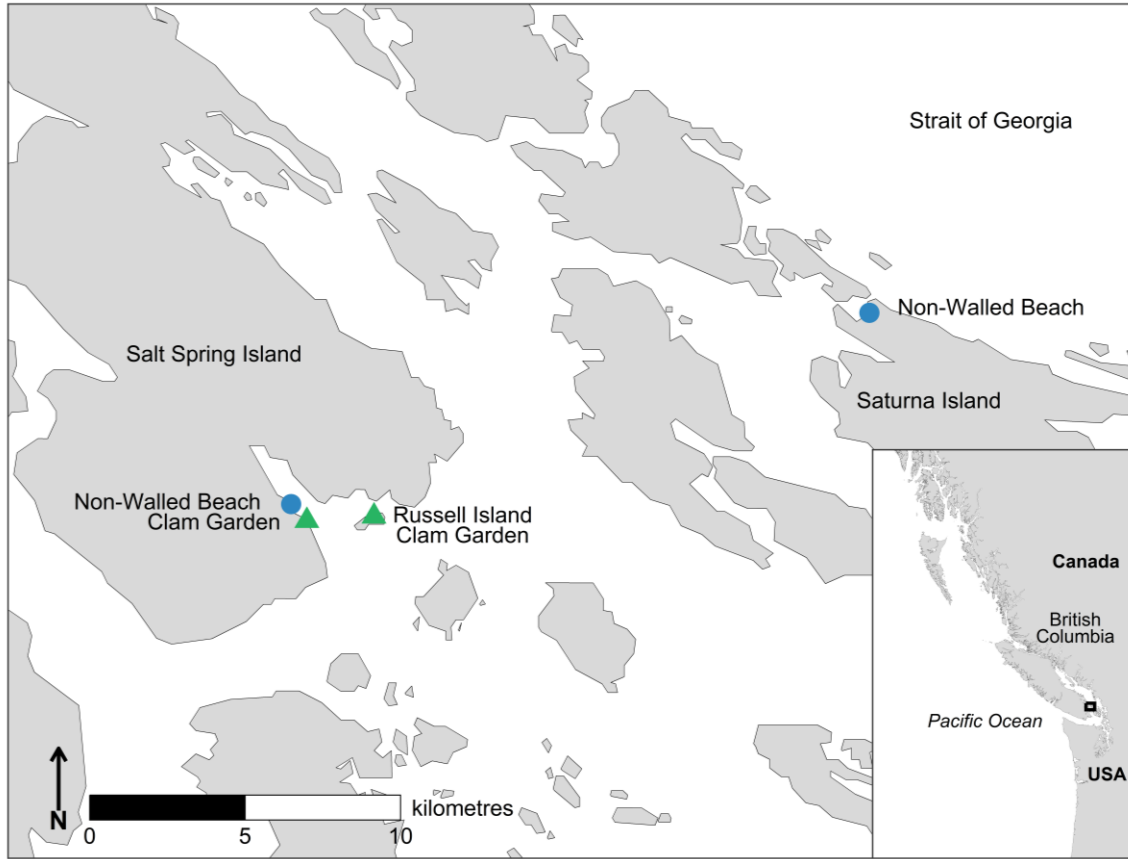 Strait of Georgia
Non-Walled Beach
Salt Spring Island
Saturna Island
Non-Walled Beach
Clam Garden
Russell Island
Clam Garden
Canada
British
Columbia
Pacific Ocean
USA
N
kilometres
0 5 10